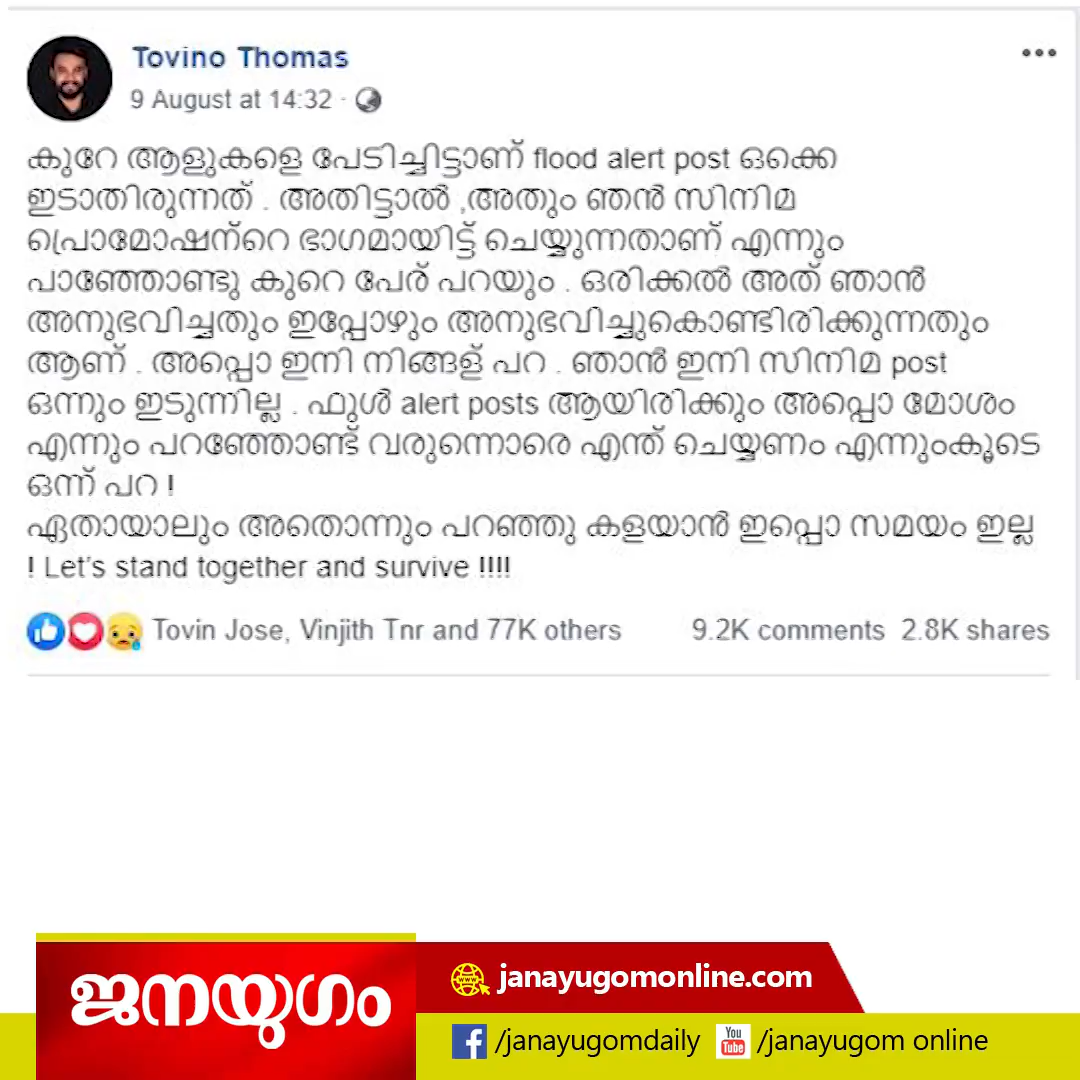 Tovino Thomas
9 August at 14:32 ·
കുറേ ആളുകളെ പേടിച്ചിട്ടാണ് flood alert post ഒക്കെ
ഇടാതിരുന്നത് . അതിട്ടാൽ ,അതും ഞൻ സിനിമ
പ്രൊമോഷന്റെ ഭാഗമായിട്ട് ചെയ്യുന്നതാണ് എന്നും
പാഞ്ഞോണ്ടു കുറെ പേര് പറയും . ഒരിക്കൽ അത് ഞാൻ
അനുഭവിച്ചതും ഇപ്പോഴും അനുഭവിച്ചുകൊണ്ടിരിക്കുന്നതും
ആണ് . അപ്പൊ ഇനി നിങ്ങള് പറ . ഞാൻ ഇനി സിനിമ post
ഒന്നും ഇടുന്നില്ല . ഫുൾ alert posts ആയിരിക്കും അപ്പൊ മോശം
എന്നും പറഞ്ഞോണ്ട് വരുന്നൊരെ എന്ത് ചെയ്യണം എന്നുംകൂടെ
ഒന്ന് പറ !
ഏതായാലും അതൊന്നും പറഞ്ഞു കളയാൻ ഇപ്പൊ സമയം ഇല്ല
! Let's stand together and survive !!!!
Tovin Jose, Vinjith Tnr and 77K others 9.2K comments 2.8K shares
ജനയുഗം
janayugomonline.com
/janayugomdaily You Tube /janayugom online